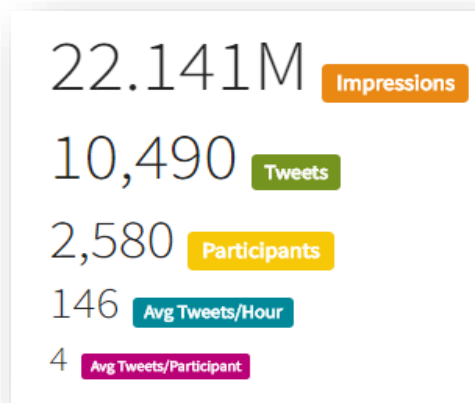 22.141M Impressions
10,490 Tweets
2,580 Participants
146 Avg Tweets/Hour
4 Avg Tweets/Participant